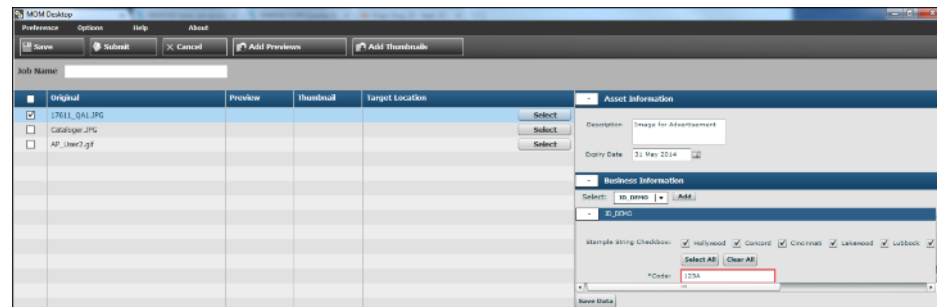 MOM Desktop
Preference Options Help About
Save Submit Cancel Add Previews Add Thumbnails
Job Name
Original Preview Thumbnail Target Location
17611_QA1.JPG Select
Cataloger.JPG Select
AP_User2.gif Select
Asset Information
Description Image for Advertisement
Expiry Date 31 May 2014
Business Information
Select: Add
Checkbox: Hollywood Concord Cincinnati Lakewood Lubbock
Select All Clear All
*Code: 123A
Save Data